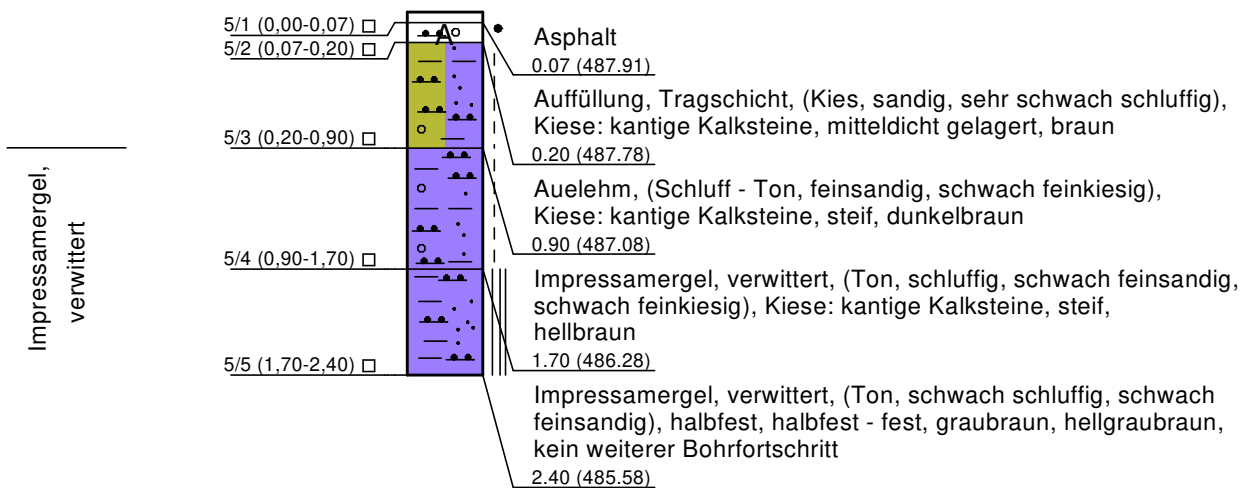 5/1 (0,00-0,07)
5/2 (0,07-0,20)
A
Asphalt
0.07 (487.91)
Auffüllung, Tragschicht, (Kies, sandig, sehr schwach schluffig),
Kiese: kantige Kalksteine, mitteldicht gelagert, braun
0.20 (487.78)
5/3 (0,20-0,90)
Auelehm, (Schluff - Ton, feinsandig, schwach feinkiesig),
Kiese: kantige Kalksteine, steif, dunkelbraun
0.90 (487.08)
Impressamergel,
verwittert
5/4 (0,90-1,70)
Impressamergel, verwittert, (Ton, schluffig, schwach feinsandig,
schwach feinkiesig), Kiese: kantige Kalksteine, steif,
hellbraun
1.70 (486.28)
5/5 (1,70-2,40)
Impressamergel, verwittert, (Ton, schwach schluffig, schwach
feinsandig), halbfest, halbfest - fest, graubraun, hellgraubraun,
kein weiterer Bohrfortschritt
2.40 (485.58)